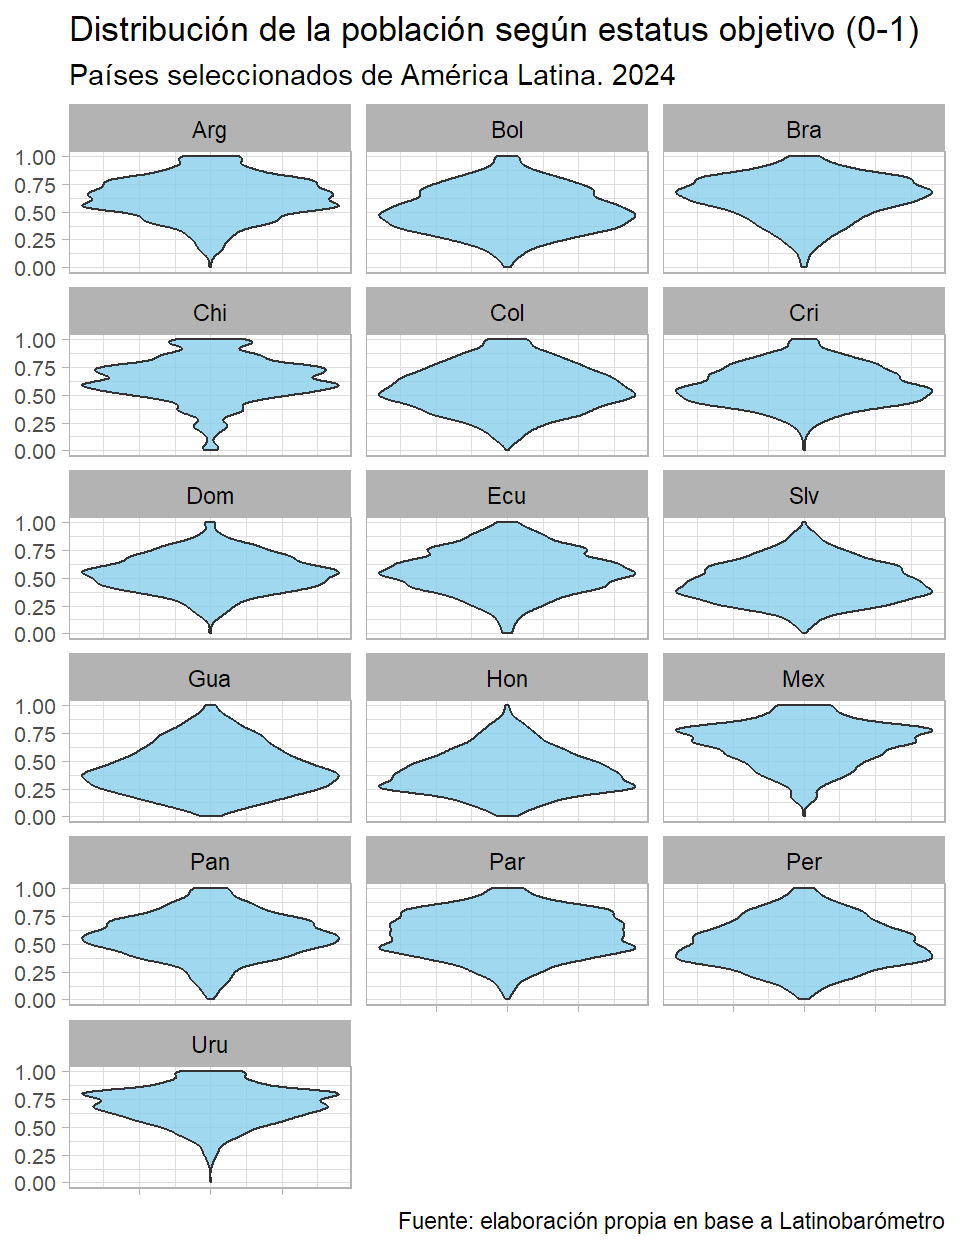 Distribución de la población según estatus objetivo (0-1)
Países seleccionados de América Latina. 2024
Arg
Bol
Bra
1.00
0.75
0.50
0.25
0.00
Chi
Col
Cri
1.00
0.75
0.50
0.25
0.00
Dom
Ecu
Slv
1.00
0.75
0.50
0.25
0.00
Gua
Hon
Mex
1.00
0.75
0.50
0.25
0.00
Pan
Par
Per
1.00
0.75
0.50
0.25
0.00
Uru
1.00
0.75
0.50
0.25
0.00
Fuente: elaboración propia en base a Latinobarómetro